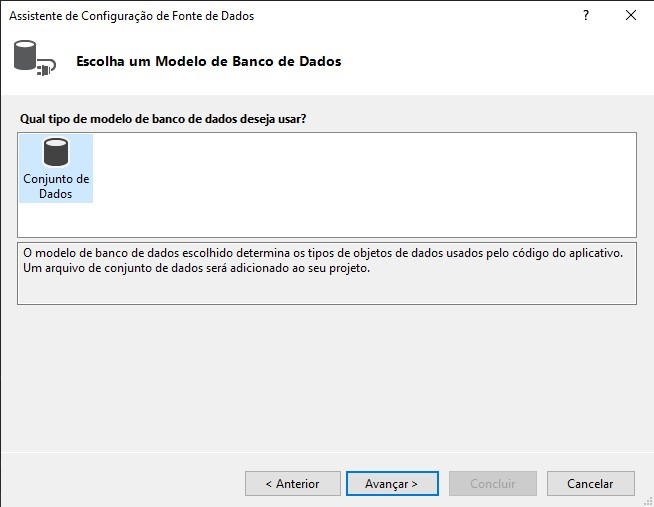 Assistente de Configuração de Fonte de Dados
?
Escolha um Modelo de Banco de Dados
Qual tipo de modelo de banco de dados deseja usar?
Conjunto de
Dados
O modelo de banco de dados escolhido determina os tipos de objetos de dados usados pelo código do aplicativo.
Um arquivo de conjunto de dados será adicionado ao seu projeto.
< Anterior
Avançar >
Concluir
Cancelar